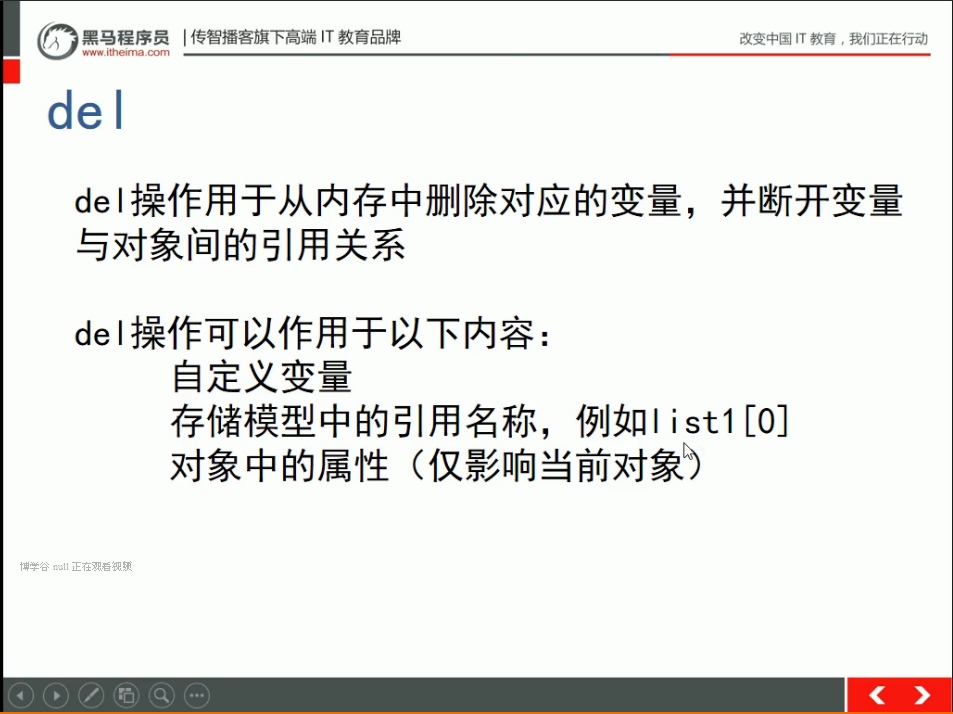 黑马程序员
www.itheima.com
传智播客旗下高端 IT 教育品牌
改变中国 IT 教育，我们正在行动
del
del操作用于从内存中删除对应的变量，并断开变量
与对象间的引用关系
del操作可以作用于以下内容：
自定义变量
存储模型中的引用名称，例如list1[0]
对象中的属性（仅影响当前对象）
博学谷 null 正在观看视频